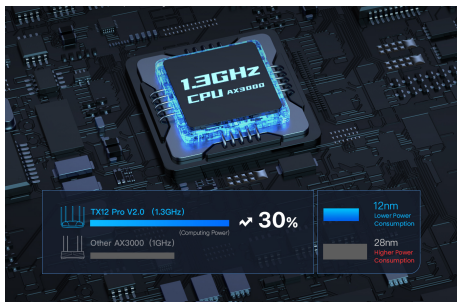 1.3GHz
CPU AX3000
TX12 Pro V2.0 (1.3GHz)
(Computing Power)
30%
Other AX3000 (1GHz)
12nm
Lower Power
Consumption
28nm
Higher Power
Consumption